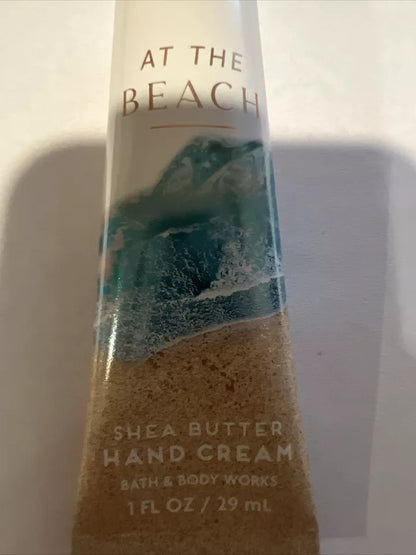 AT THE
BEACH
SHEA BUTTER
HAND CREAM
BATH & BODY WORKS
1 FL OZ / 29 mL